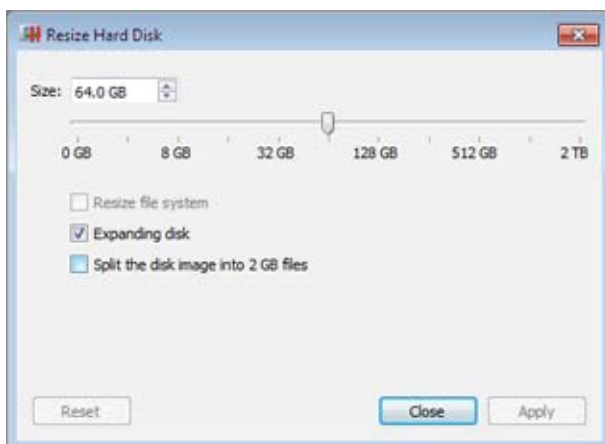 Resize Hard Disk
Size: 64.0 GB
0 GB 8 GB 32 GB 128 GB 512 GB 2 TB
Resize file system
Expanding disk
Split the disk image into 2 GB files
Reset Close Apply